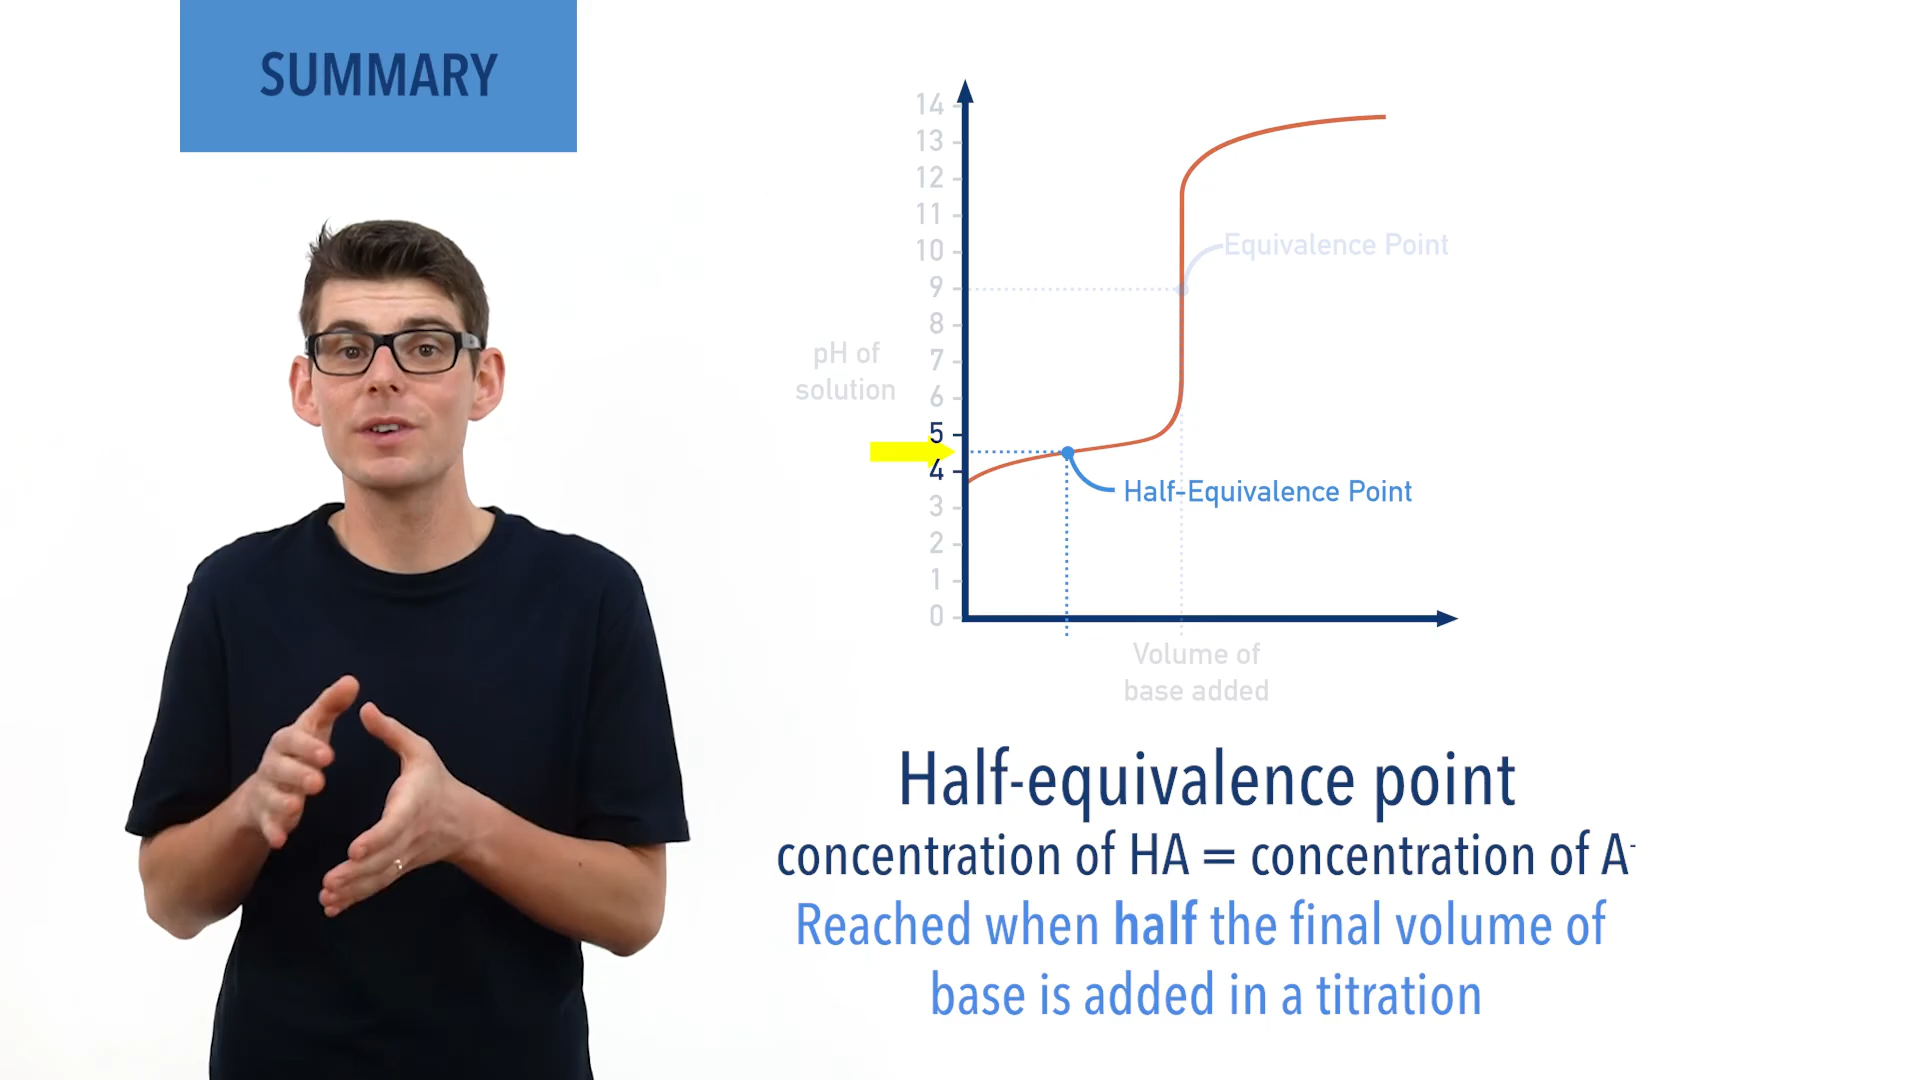 SUMMARY
14
13
12
11
10
9
8
7
6
5
4
3
2
1
0
pH of
solution
Equivalence Point
Half-Equivalence Point
Volume of
base added
Half-equivalence point
concentration of HA = concentration of A⁻
Reached when half the final volume of
base is added in a titration